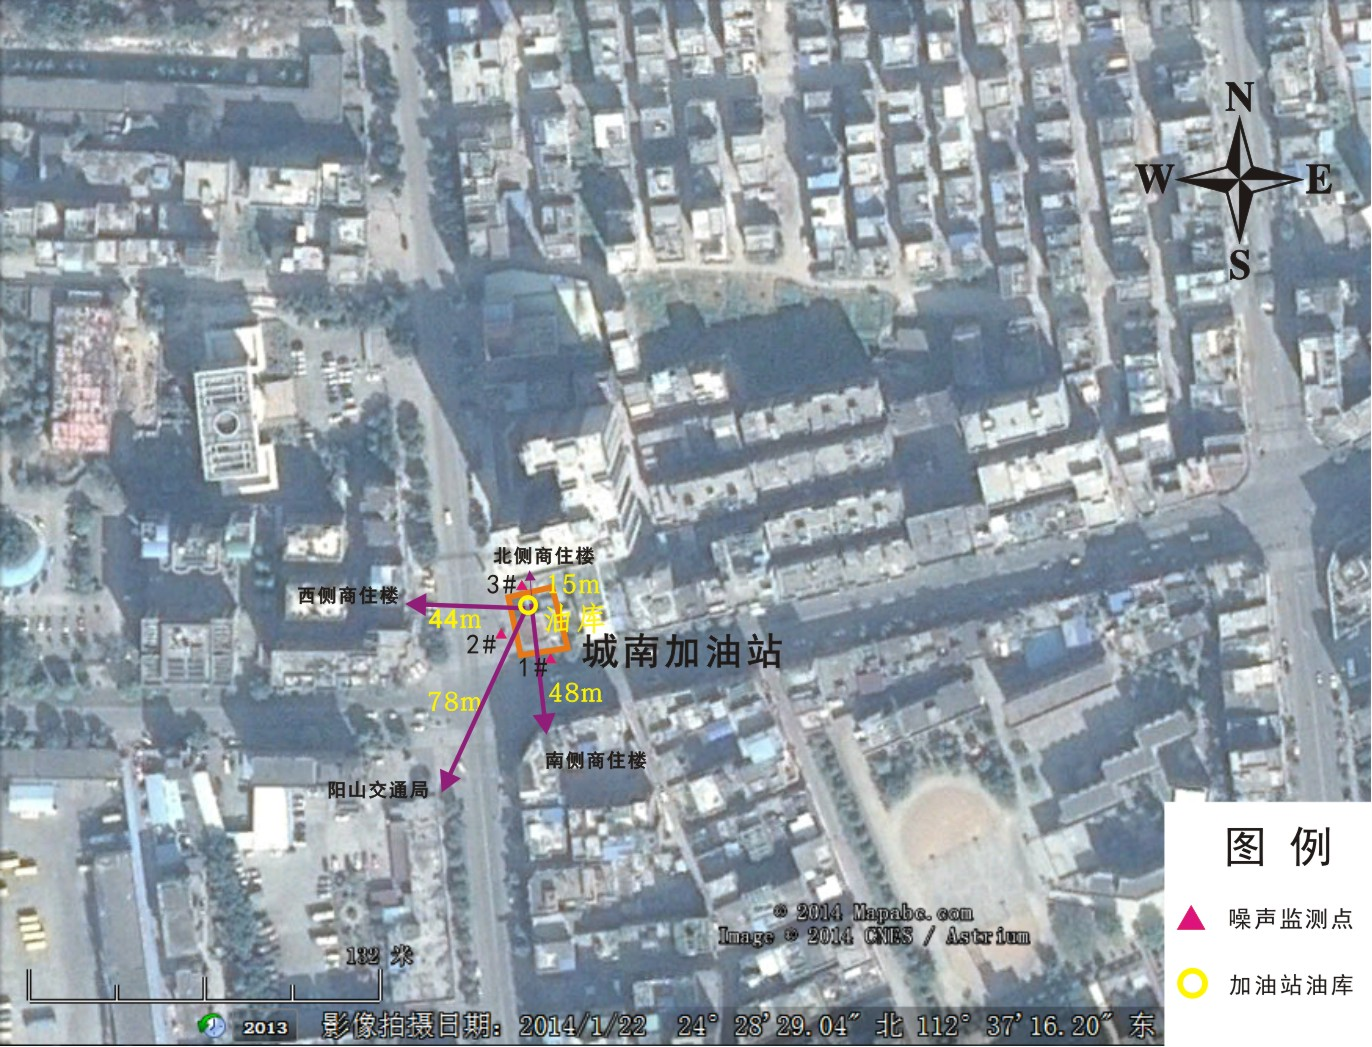 N
W E
S
北侧商住楼
3# 15m
西侧商住楼
44m 油库
2# 城南加油站
1#
78m 48m
南侧商住楼
阳山交通局
图 例
噪声监测点
加油站油库
© 2014 Mapabc.com
Image © 2014 CNES / Astrium
132 米
2013 影像拍摄日期: 2014/1/22 24° 28'29.04" 北 112° 37'16.20" 东